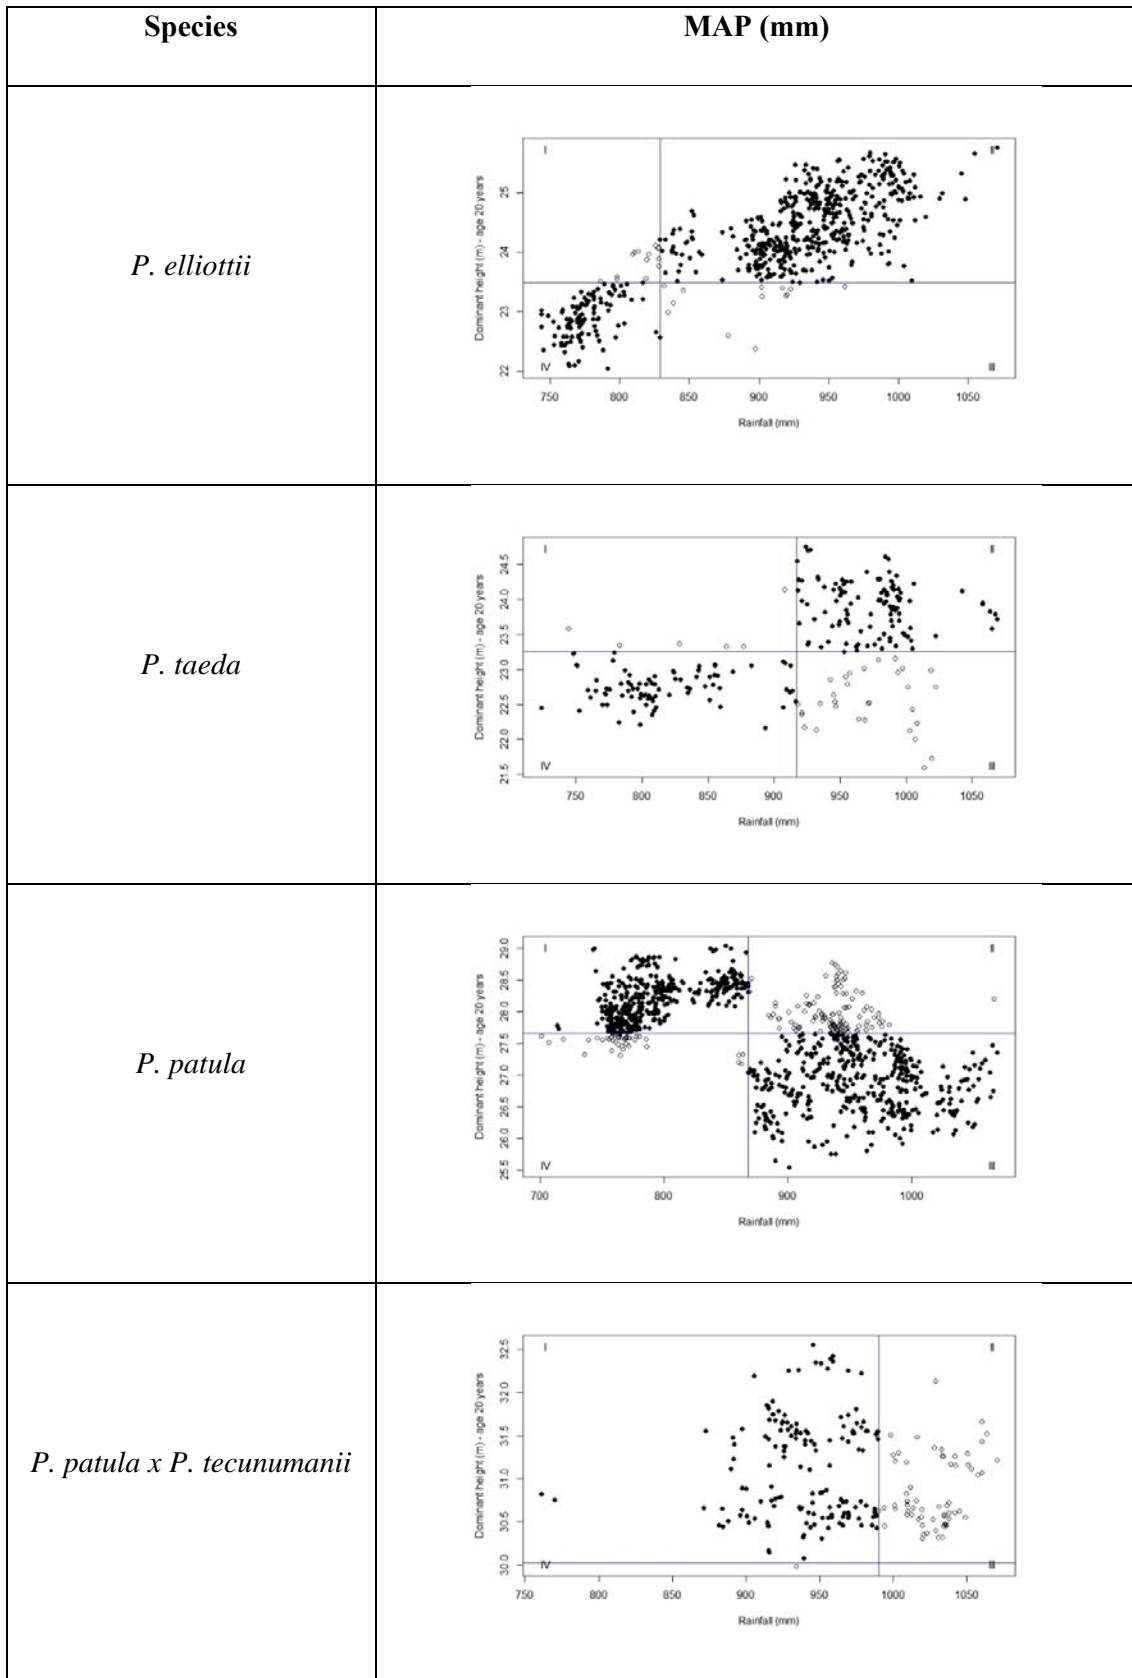 Species
MAP (mm)
P. elliottii
I
II
Dominant height (m) - age 20 years
25
24
23
22
IV
III
750 800 850 900 950 1000 1050
Rainfall (mm)
P. taeda
I
II
Dominant height (m) - age 20 years
24.5
24.0
23.5
23.0
22.5
22.0
21.5
IV
III
750 800 850 900 950 1000 1050
Rainfall (mm)
P. patula
I
II
Dominant height (m) - age 20 years
29.0
28.5
28.0
27.5
27.0
26.5
26.0
25.5
IV
III
700 800 900 1000
Rainfall (mm)
P. patula x P. tecunumanii
I
II
Dominant height (m) - age 20 years
32.5
32.0
31.5
31.0
30.5
30.0
IV
III
750 800 850 900 950 1000 1050
Rainfall (mm)